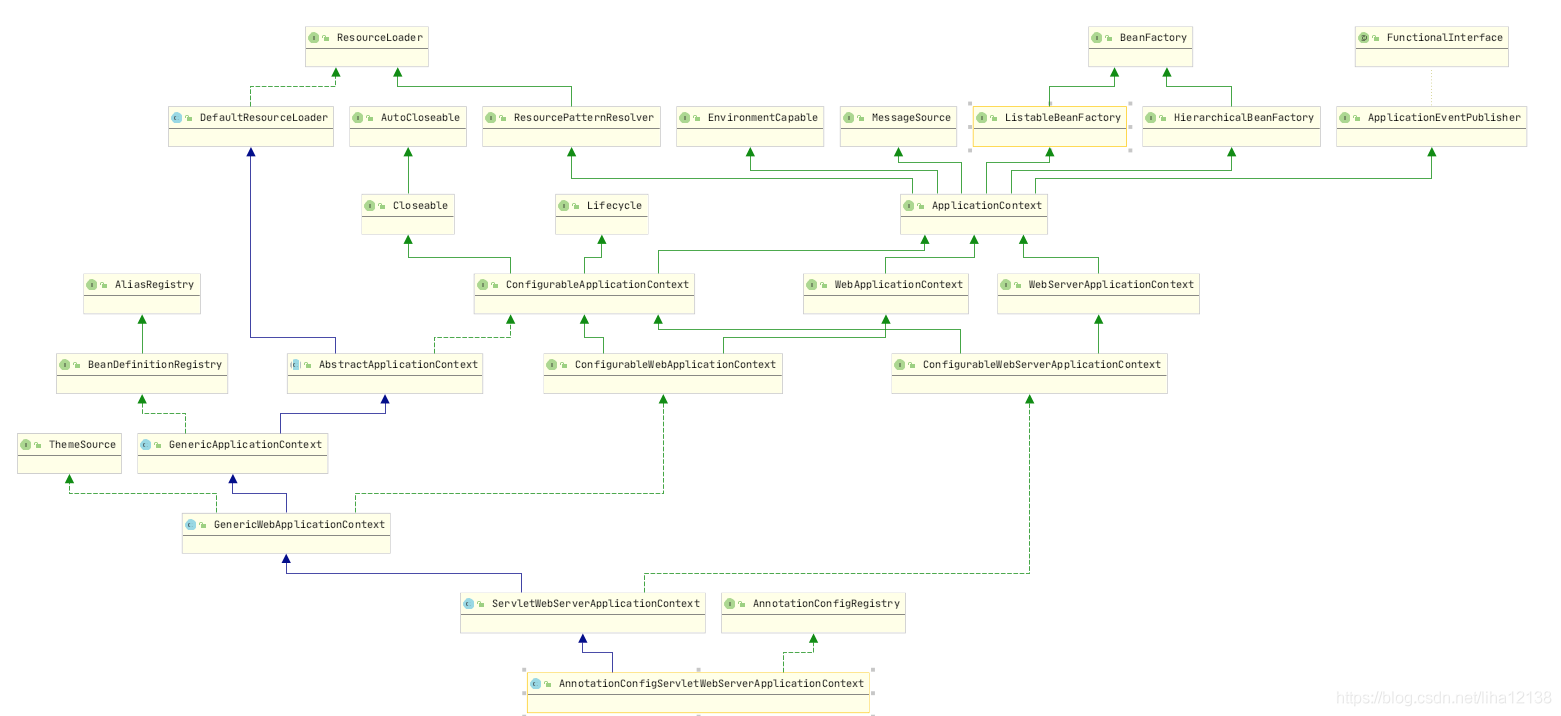 ResourceLoader
BeanFactory
FunctionalInterface
DefaultResourceLoader
AutoCloseable
ResourcePatternResolver
EnvironmentCapable
MessageSource
ListableBeanFactory
HierarchicalBeanFactory
ApplicationEventPublisher
Closeable
Lifecycle
ApplicationContext
AliasRegistry
ConfigurableApplicationContext
WebApplicationContext
WebServerApplicationContext
BeanDefinitionRegistry
AbstractApplicationContext
ConfigurableWebApplicationContext
ConfigurableWebServerApplicationContext
ThemeSource
GenericApplicationContext
GenericWebApplicationContext
ServletWebServerApplicationContext
AnnotationConfigRegistry
AnnotationConfigServletWebServerApplicationContext
https://blog.csdn.net/liha12138